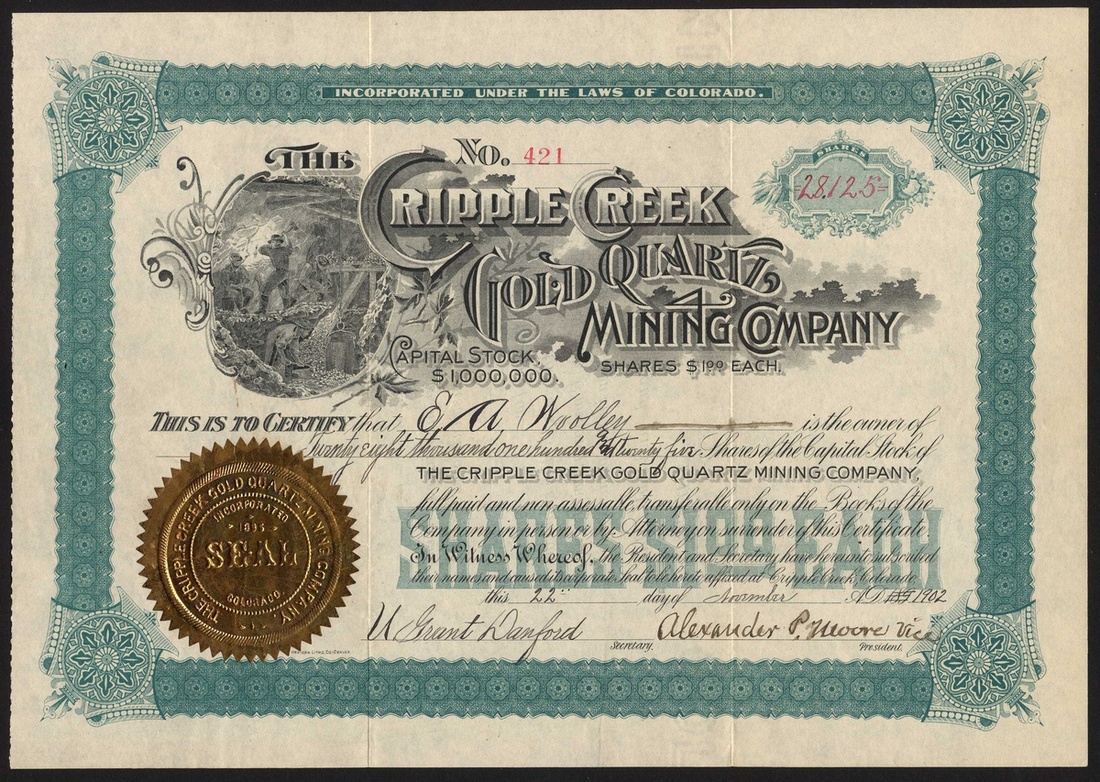 INCORPORATED UNDER THE LAWS OF COLORADO.
No. 421
SHARES
28125
THE
CRIPPLE CREEK
GOLD QUARTZ
MINING COMPANY
CAPITAL STOCK
$1,000,000.
SHARES $1.00 EACH.
THIS IS TO CERTIFY that E. A. Woolley is the owner of
Twenty eight thousand one hundred and twenty five Shares of the Capital Stock of
THE CRIPPLE CREEK GOLD QUARTZ MINING COMPANY,
full paid and non assessable, transferable only on the Books of the
Company in person or by Attorney on surrender of this Certificate
In Witness Whereof, the President and Secretary have hereunto subscribed
their names and caused its corporate Seal to be hereto affixed at Cripple Creek, Colorado
this 22 day of November A.D. 1902
U Grant Danford
Secretary.
Alexander P. Moore Vice
President.
THE CRIPPLE CREEK GOLD QUARTZ MINING COMPANY.
INCORPORATED
SEAL
COLORADO